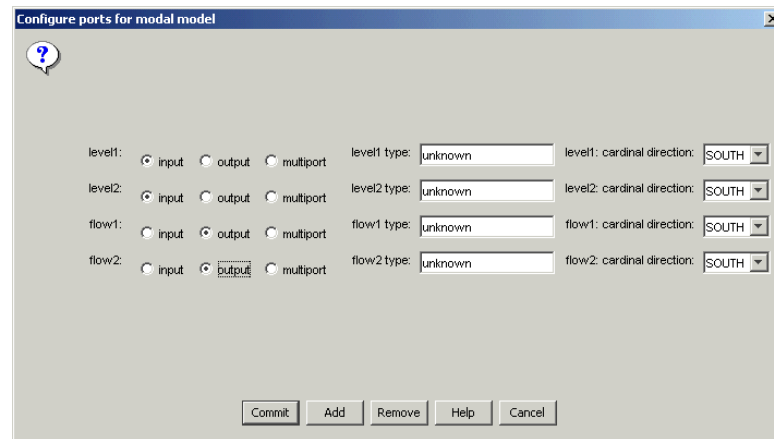 Configure ports for modal model
level1: input output multiport level1 type: unknown level1: cardinal direction: SOUTH
level2: input output multiport level2 type: unknown level2: cardinal direction: SOUTH
flow1: input output multiport flow1 type: unknown flow1: cardinal direction: SOUTH
flow2: input output multiport flow2 type: unknown flow2: cardinal direction: SOUTH
Commit Add Remove Help Cancel